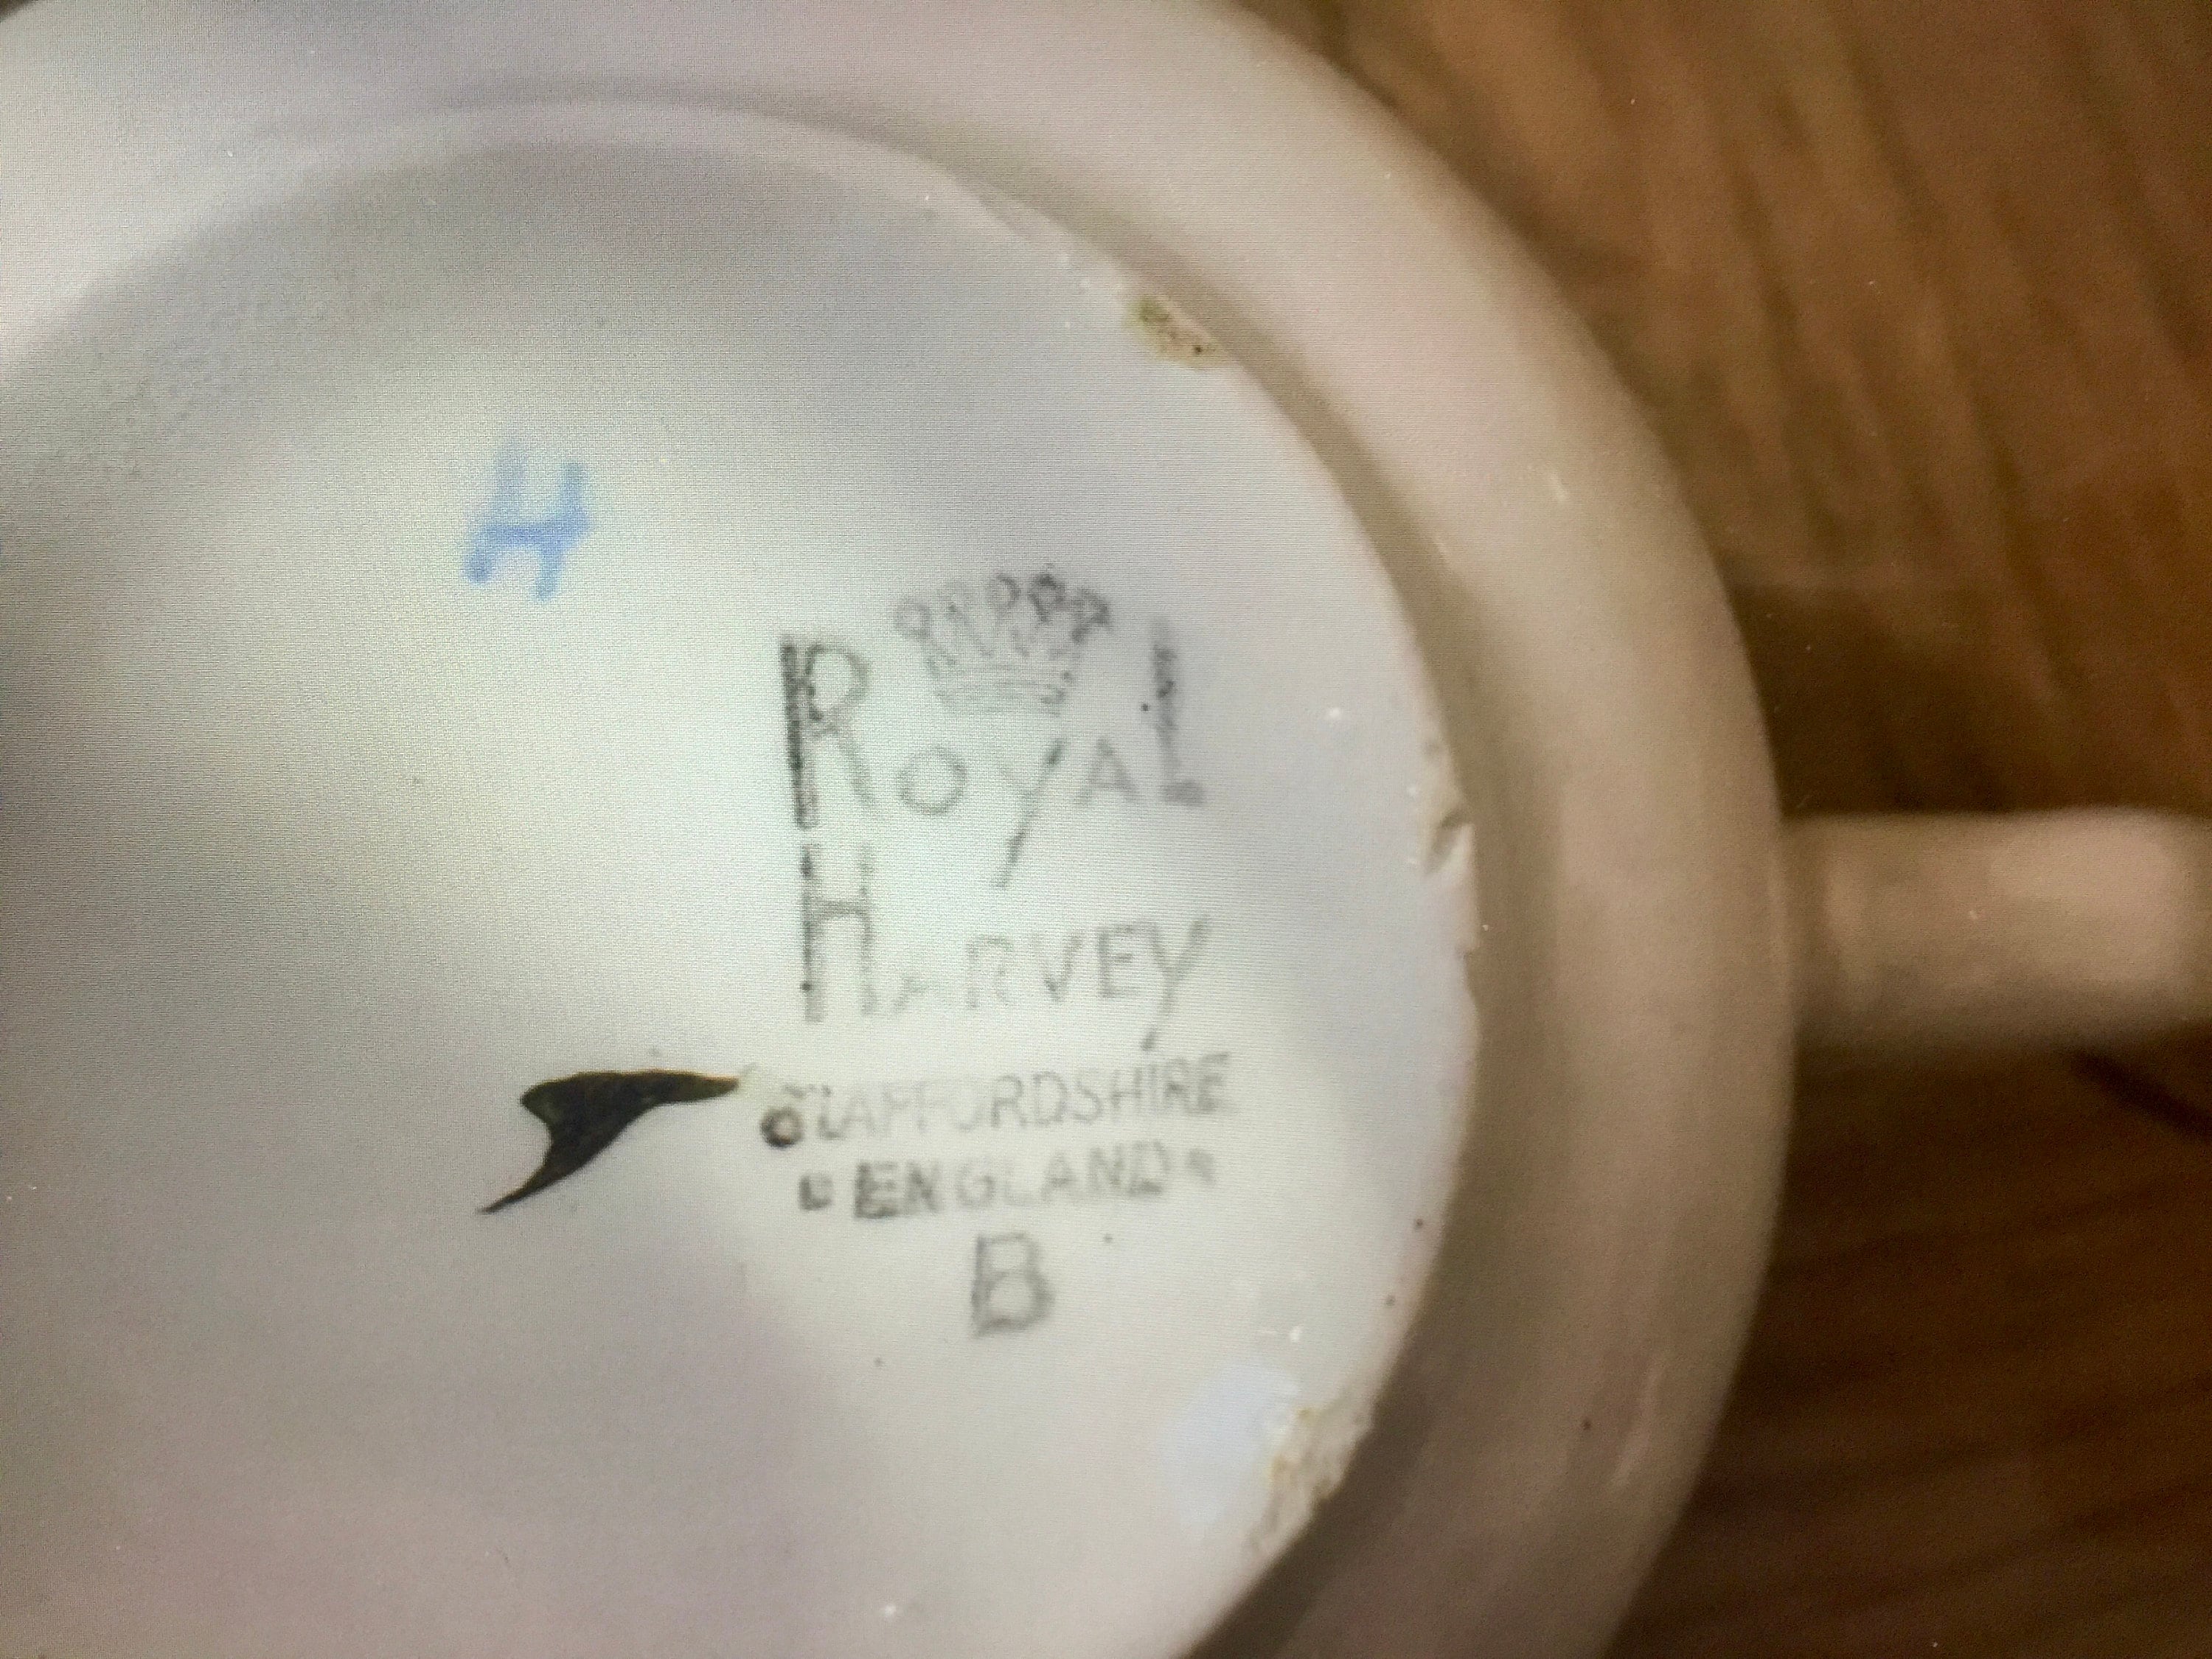 H
ROYAL
HARVEY
STAFFORDSHIRE
ENGLAND
B